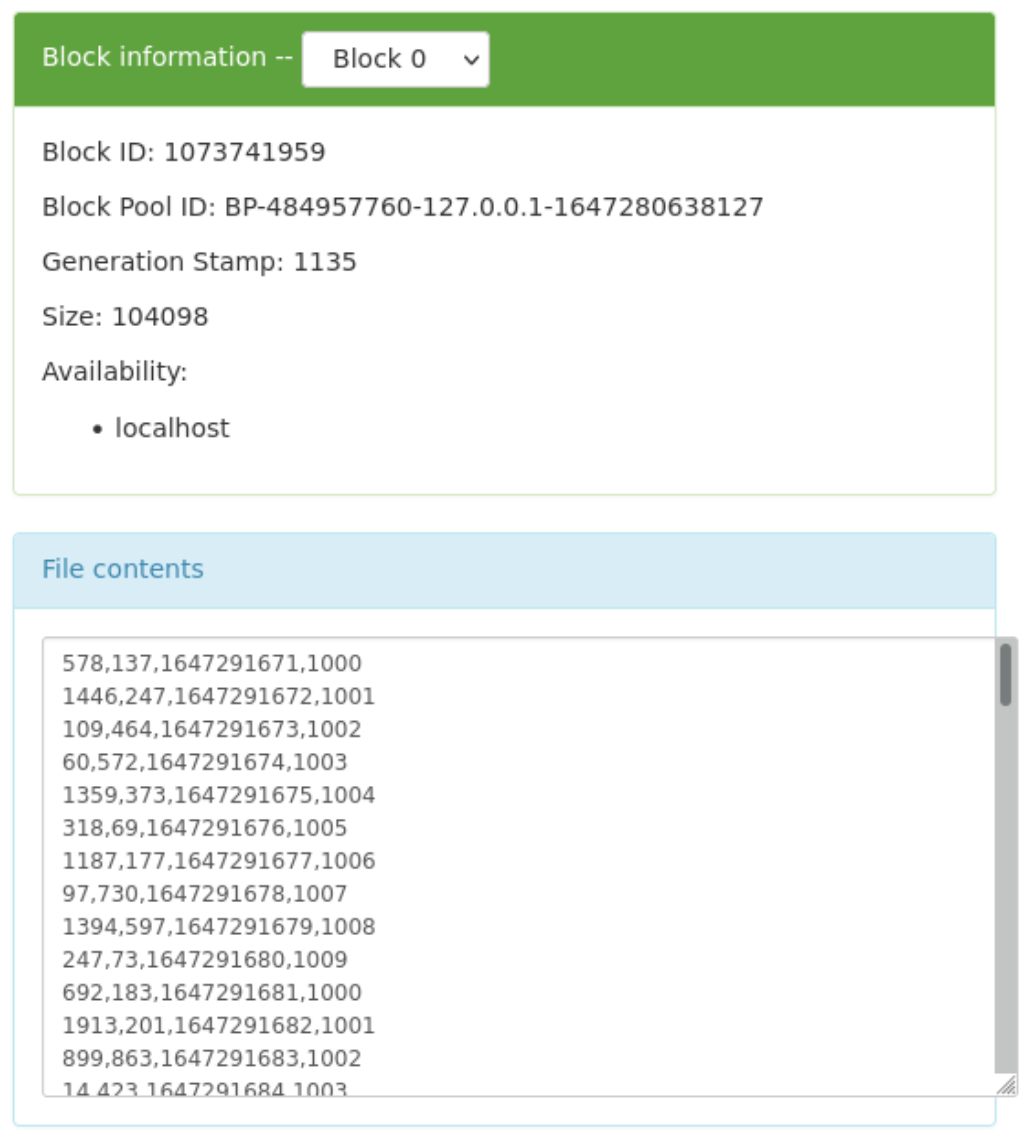 Block information -- Block 0
Block ID: 1073741959
Block Pool ID: BP-484957760-127.0.0.1-1647280638127
Generation Stamp: 1135
Size: 104098
Availability:
• localhost
File contents
578,137,1647291671,1000
1446,247,1647291672,1001
109,464,1647291673,1002
60,572,1647291674,1003
1359,373,1647291675,1004
318,69,1647291676,1005
1187,177,1647291677,1006
97,730,1647291678,1007
1394,597,1647291679,1008
247,73,1647291680,1009
692,183,1647291681,1000
1913,201,1647291682,1001
899,863,1647291683,1002
14,423,1647291684,1003